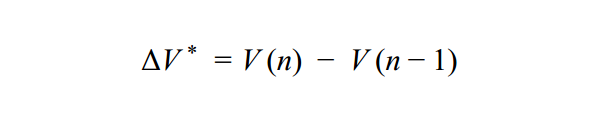 ΔV* = V(n) − V(n − 1)